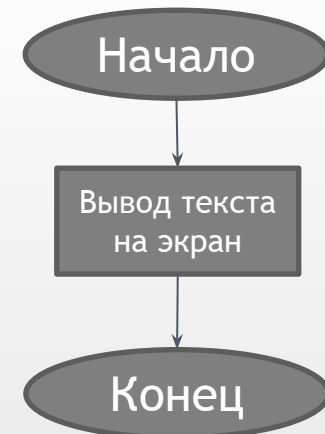 Начало
Вывод текста
на экран
Конец